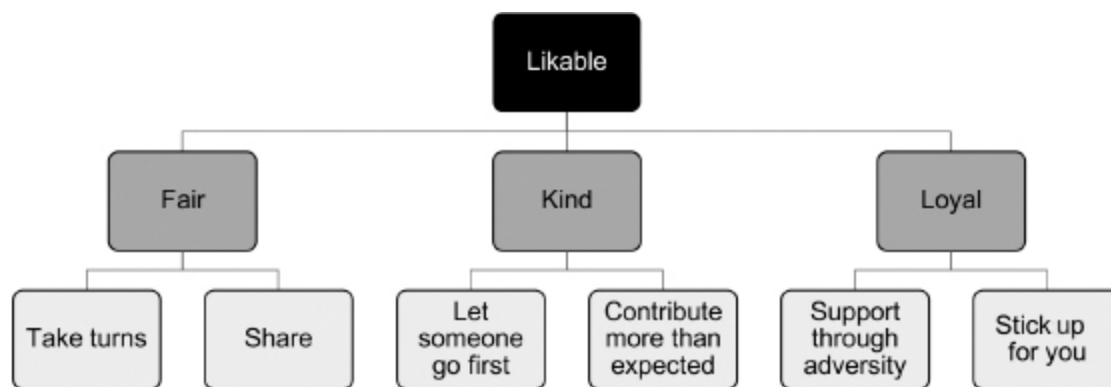 Likable
Fair
Kind
Loyal
Take turns
Share
Let
someone
go first
Contribute
more than
expected
Support
through
adversity
Stick up
for you